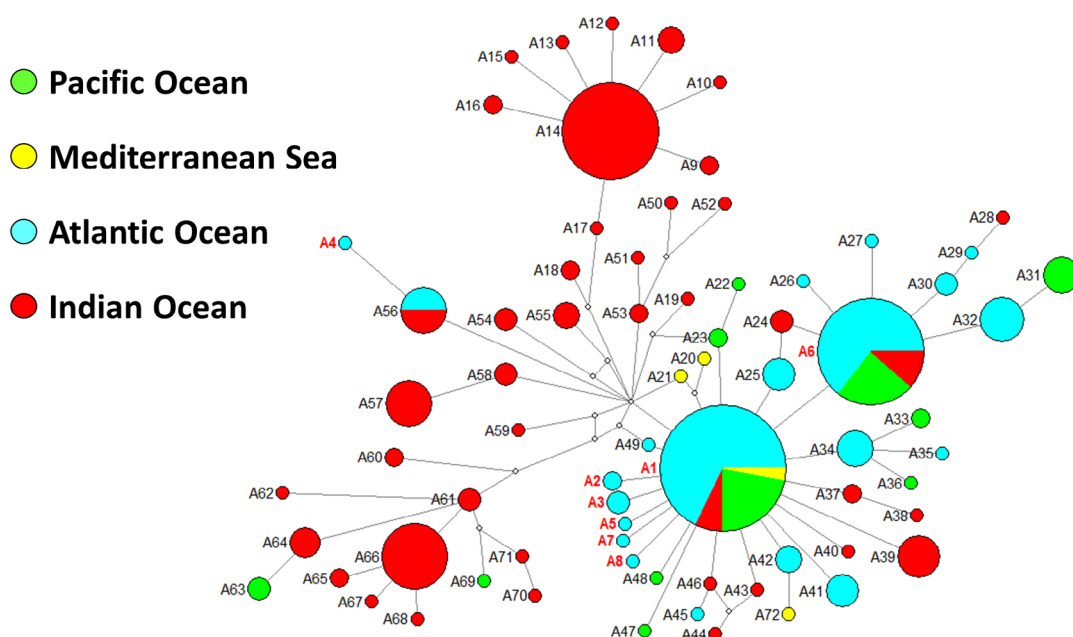 Pacific Ocean
Mediterranean Sea
Atlantic Ocean
Indian Ocean
A12
A13
A11
A15
A10
A16
A14
A9
A50
A52
A17
A28
A27
A4
A29
A51
A18
A22
A26
A30
A31
A19
A56
A54
A55
A53
A24
A32
A23
A6
A20
A21
A25
A58
A57
A33
A59
A49
A34
A35
A60
A1
A2
A36
A62
A61
A3
A37
A38
A5
A64
A7
A66
A71
A42
A40
A39
A8
A65
A69
A48
A46
A43
A63
A67
A70
A41
A68
A45
A72
A47
A44